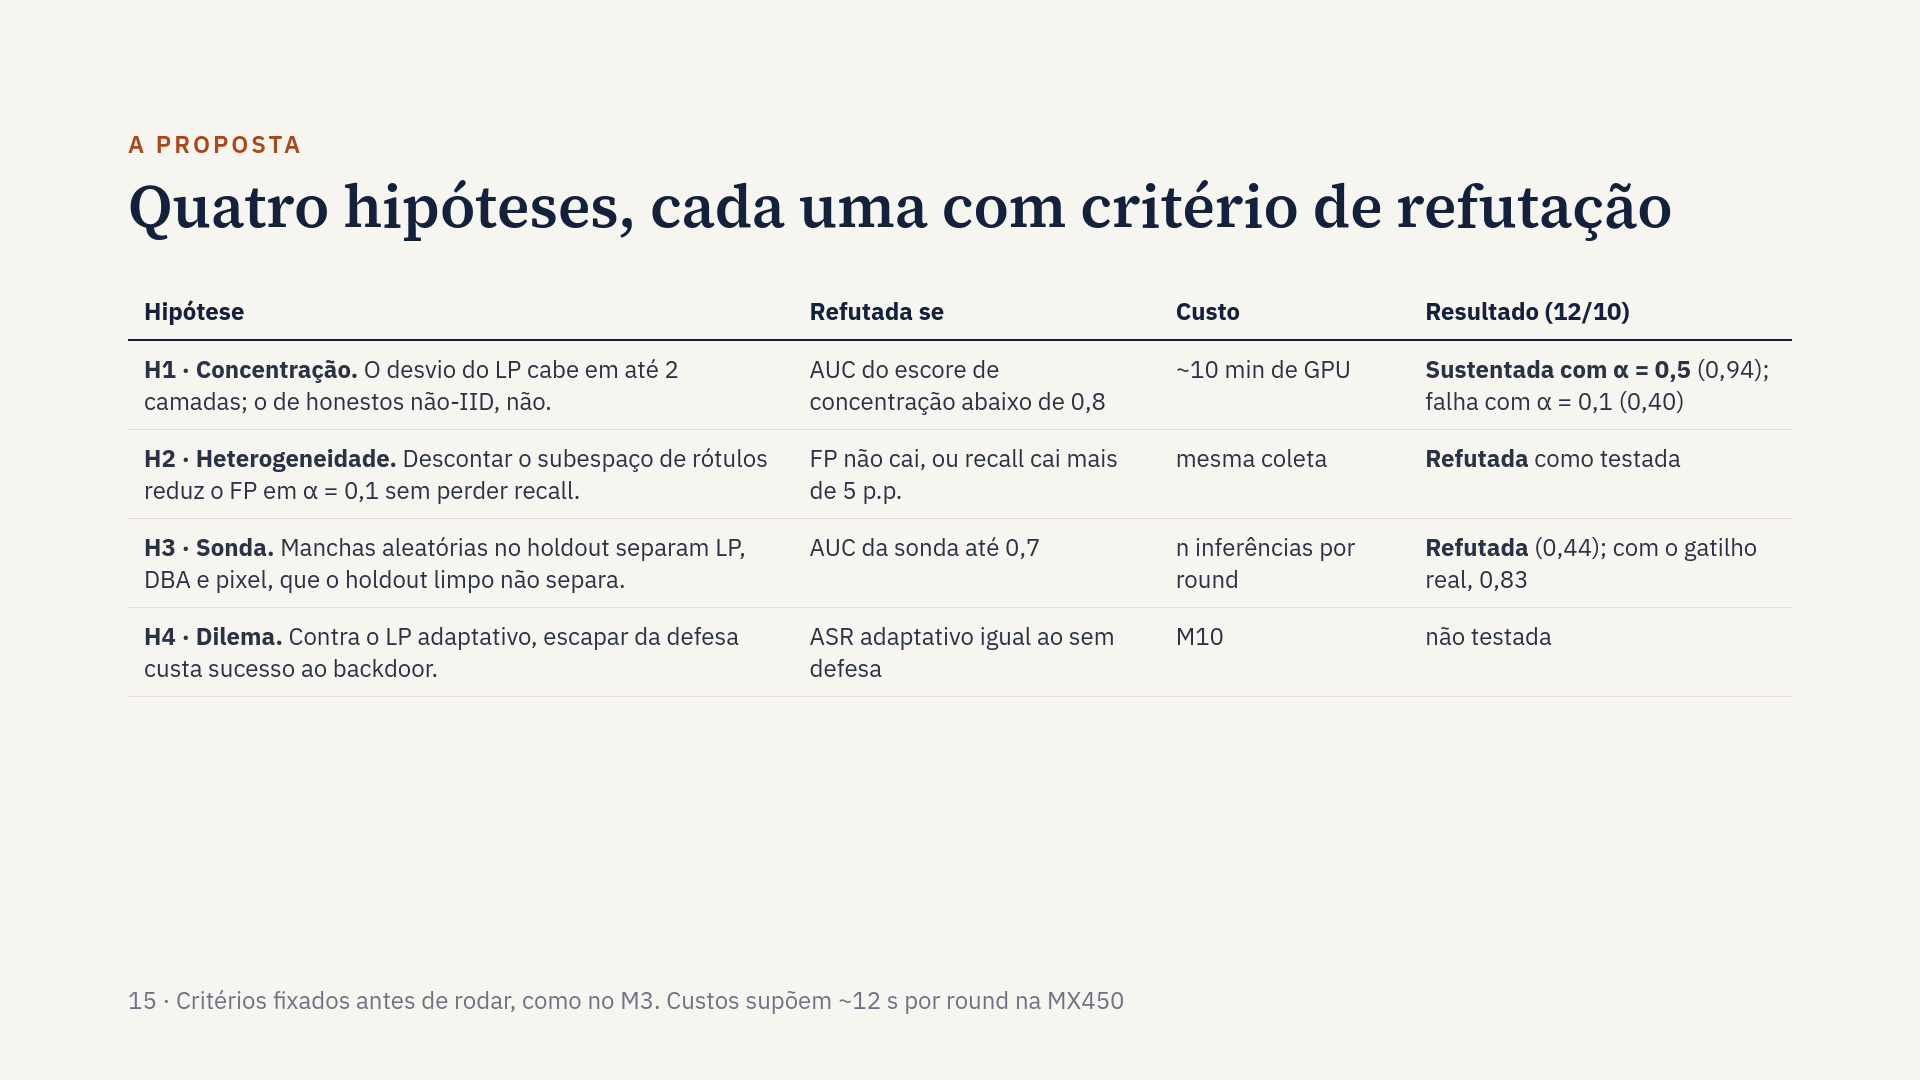 A PROPOSTA
Quatro hipóteses, cada uma com critério de refutação
Hipótese Refutada se Custo Resultado (12/10)
H1 · Concentração. O desvio do LP cabe em até 2 camadas; o de honestos não-IID, não. AUC do escore de concentração abaixo de 0,8 ~10 min de GPU Sustentada com α = 0,5 (0,94); falha com α = 0,1 (0,40)
H2 · Heterogeneidade. Descontar o subespaço de rótulos reduz o FP em α = 0,1 sem perder recall. FP não cai, ou recall cai mais de 5 p.p. mesma coleta Refutada como testada
H3 · Sonda. Manchas aleatórias no holdout separam LP, DBA e pixel, que o holdout limpo não separa. AUC da sonda até 0,7 n inferências por round Refutada (0,44); com o gatilho real, 0,83
H4 · Dilema. Contra o LP adaptativo, escapar da defesa custa sucesso ao backdoor. ASR adaptativo igual ao sem defesa M10 não testada
15 · Critérios fixados antes de rodar, como no M3. Custos supõem ~12 s por round na MX450